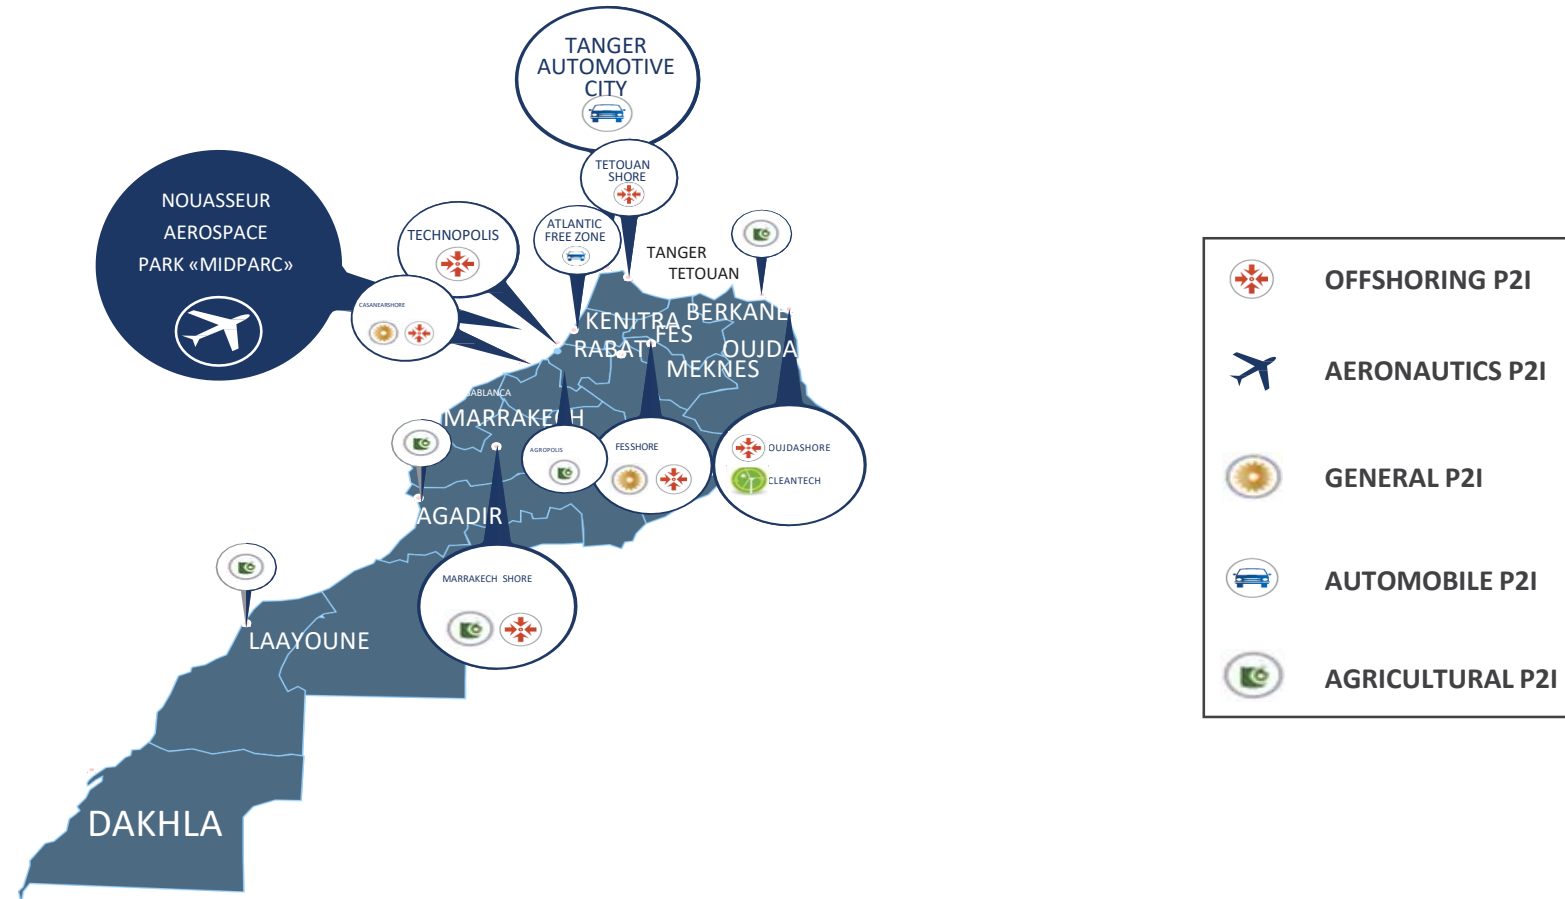 TANGER
AUTOMOTIVE
CITY
TETOUAN
SHORE
NOUASSEUR
AEROSPACE
PARK «MIDPARC»
TECHNOPOLIS
ATLANTIC
FREE ZONE
TANGER
TETOUAN
CASANEARSHORE
KENITRA
BERKANE
FES
RABAT
OUJDA
MEKNES
ABLANCA
MARRAKECH
AGROPOLIS
FESSHORE
OUJDASHORE
CLEANTECH
AGADIR
MARRAKECH SHORE
LAAYOUNE
DAKHLA
OFFSHORING P2I
AERONAUTICS P2I
GENERAL P2I
AUTOMOBILE P2I
AGRICULTURAL P2I